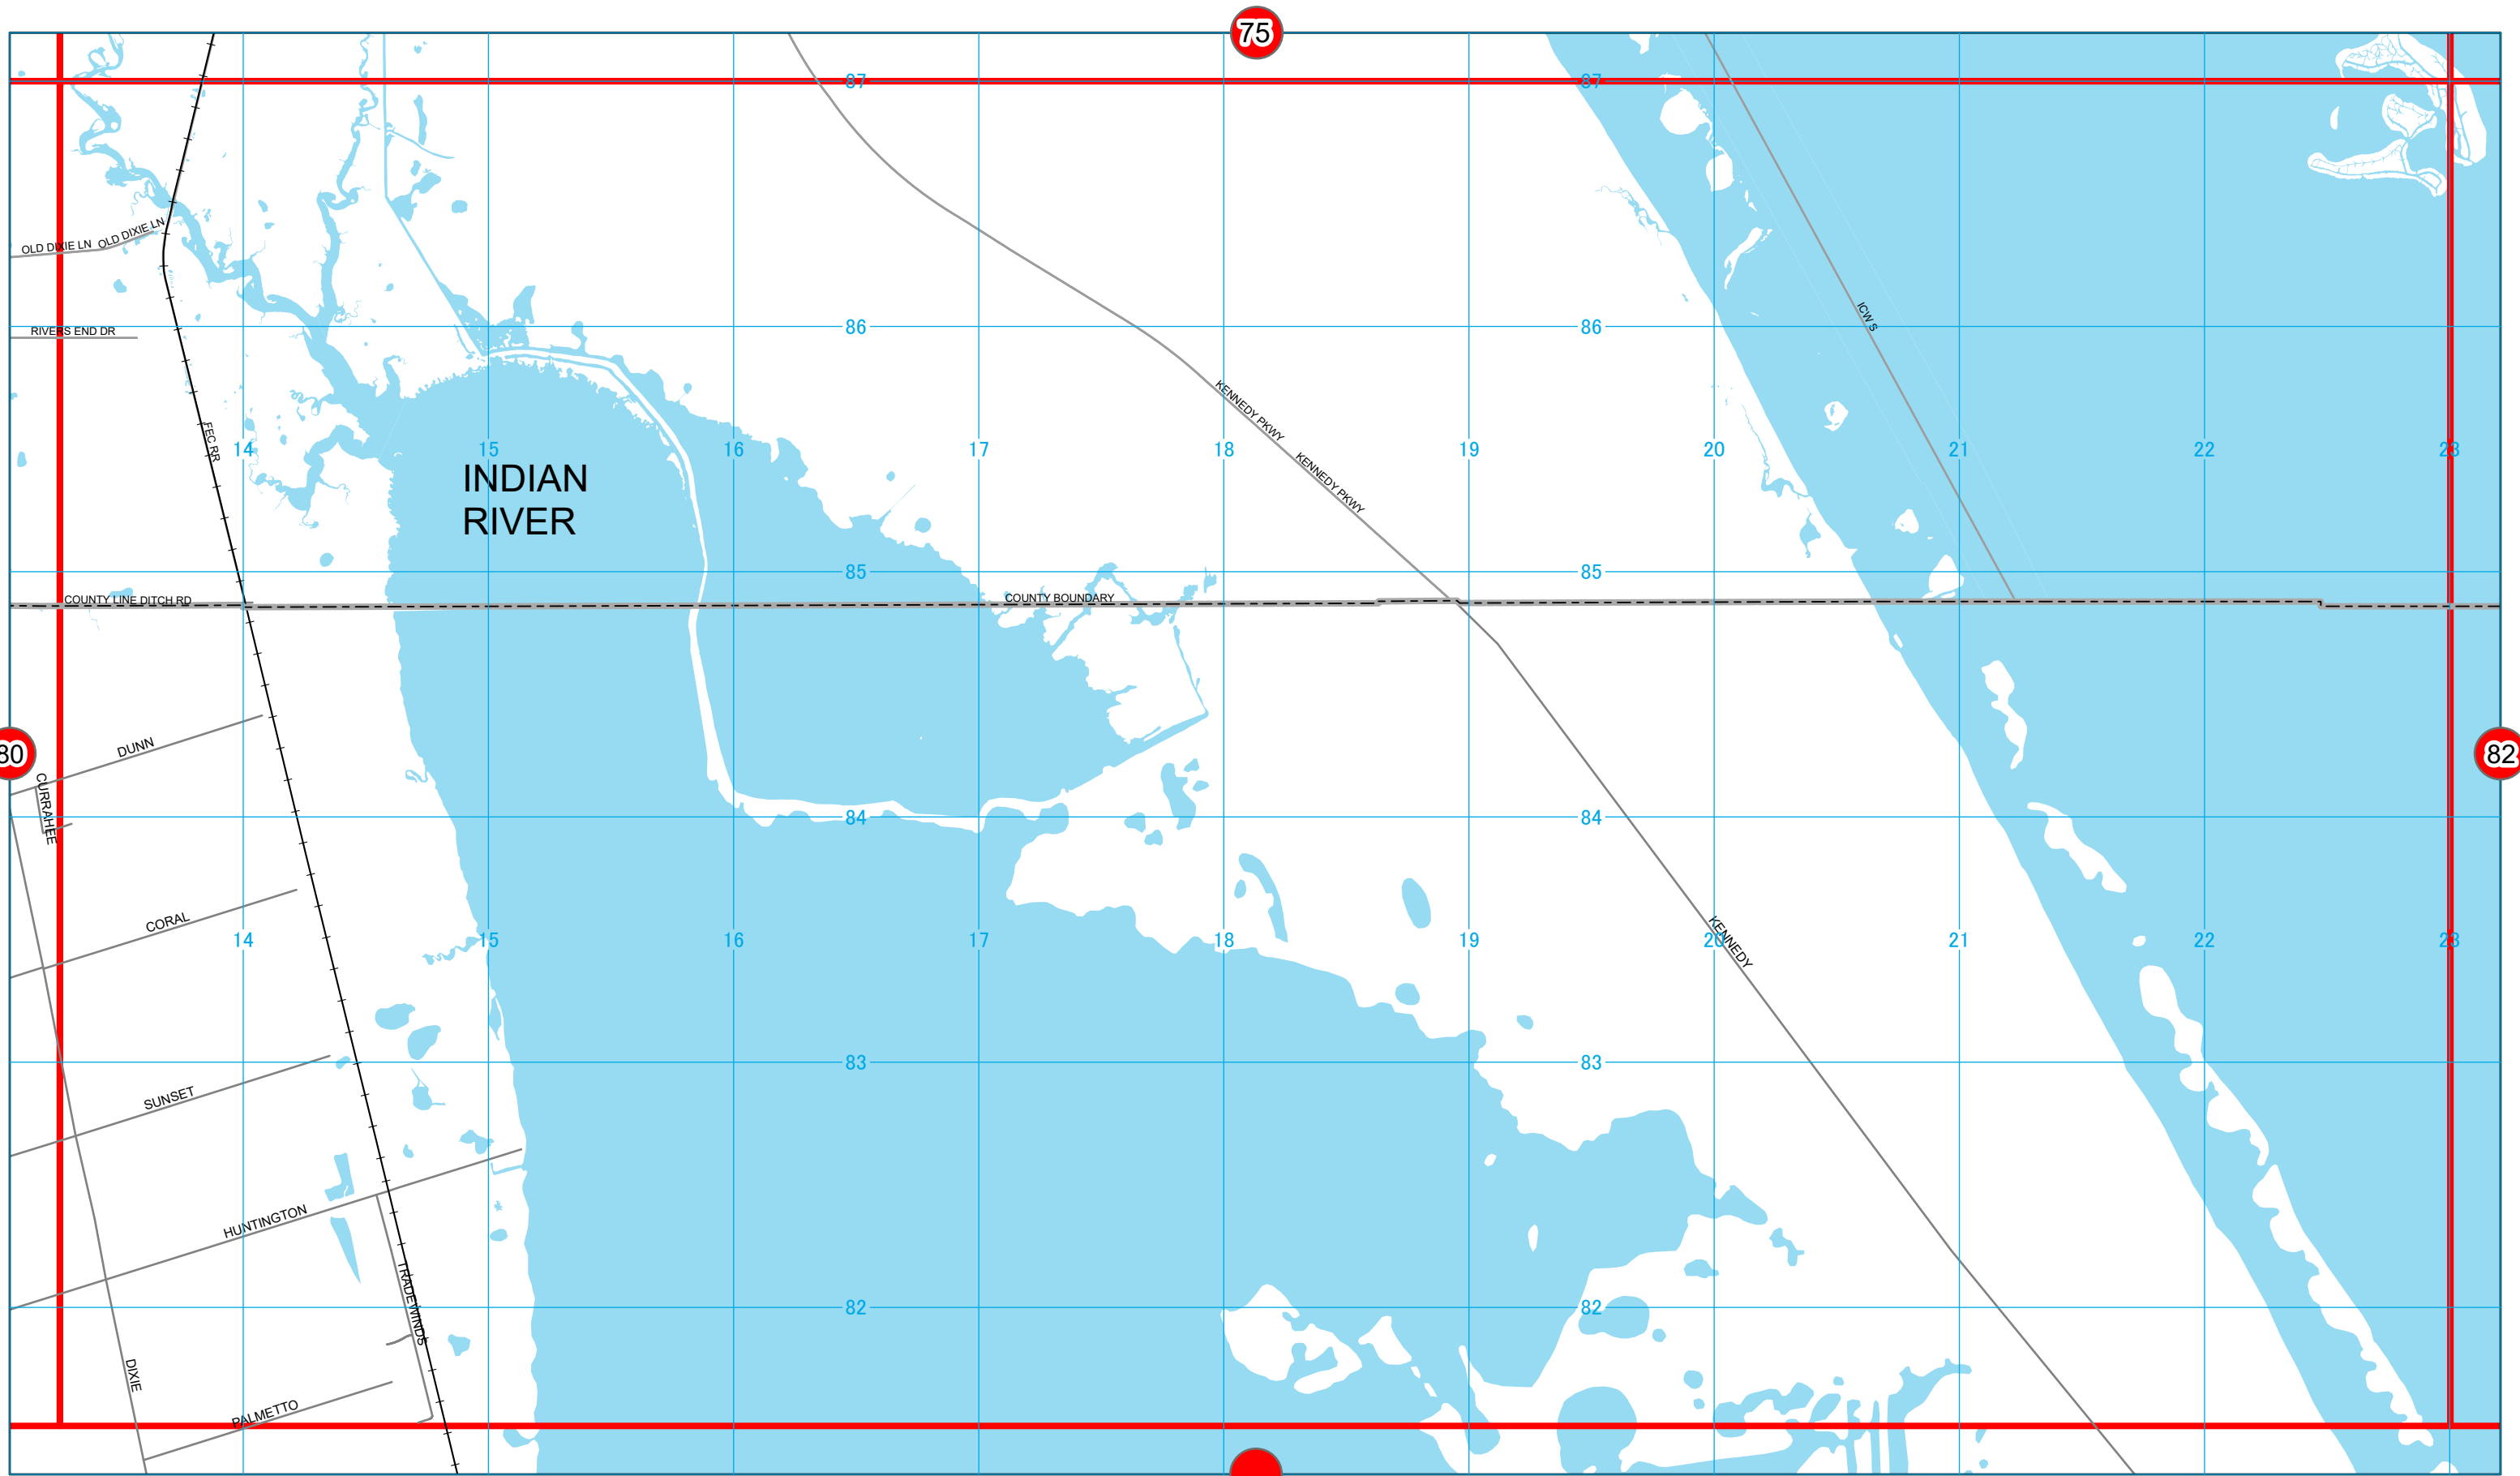 75
87 87
OLD DIXIE LN OLD DIXIE LN
ICW S
RIVERS END DR
86 86
KENNEDY PKWY
FEC RR
14 15 16 17 18 19 20 21 22 23
KENNEDY PKWY
INDIAN
RIVER
85 85
COUNTY LINE DITCH RD
COUNTY BOUNDARY
DUNN
80
82
CURRAHEE
84 84
CORAL
14 15 16 17 18 19 20 21 22 23
KENNEDY
83 83
SUNSET
HUNTINGTON
TRADEWINDS
82 82
DIXIE
PALMETTO